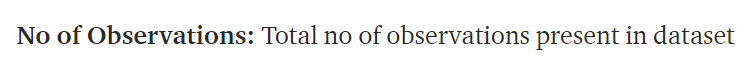 No of Observations: Total no of observations present in dataset